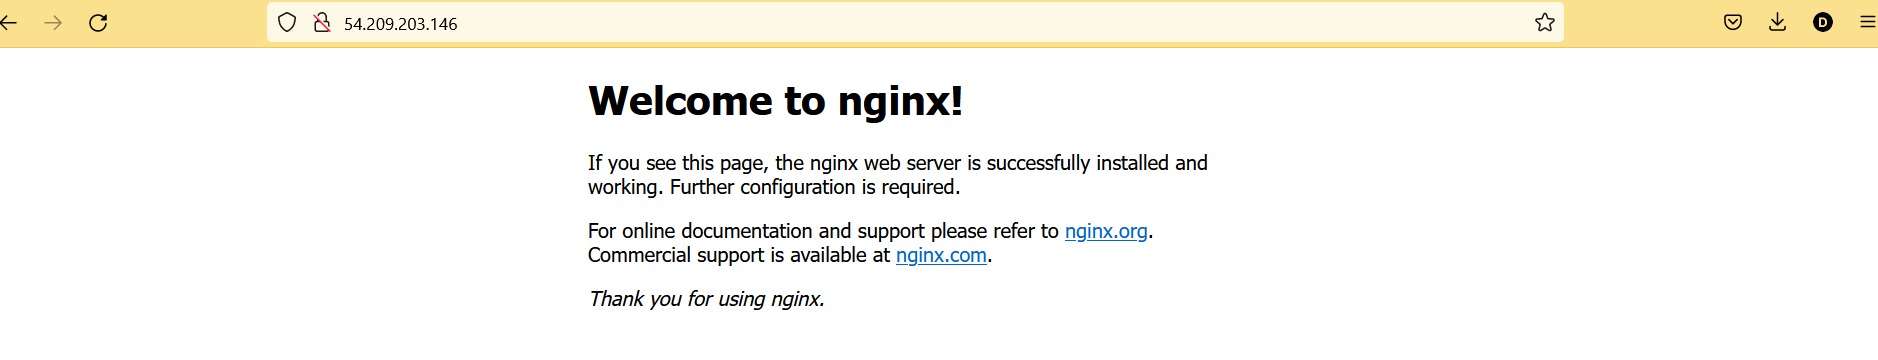 54.209.203.146
D
Welcome to nginx!
If you see this page, the nginx web server is successfully installed and
working. Further configuration is required.
For online documentation and support please refer to nginx.org.
Commercial support is available at nginx.com.
Thank you for using nginx.